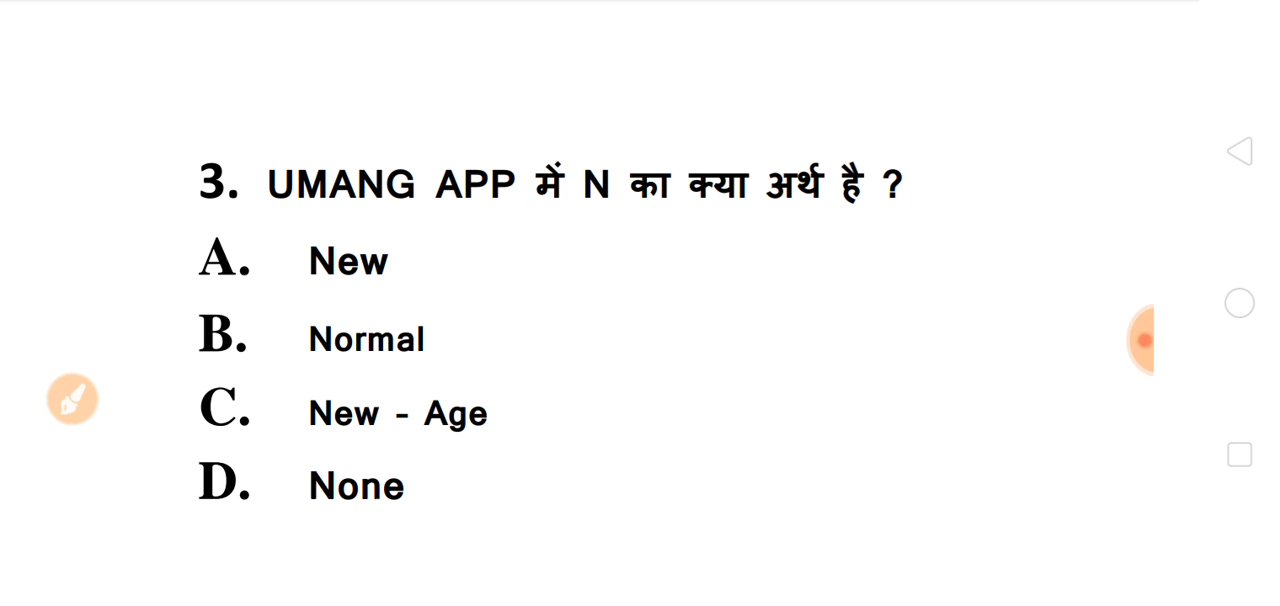 3. UMANG APP में N का क्या अर्थ है ?
A. New
B. Normal
C. New - Age
D. None